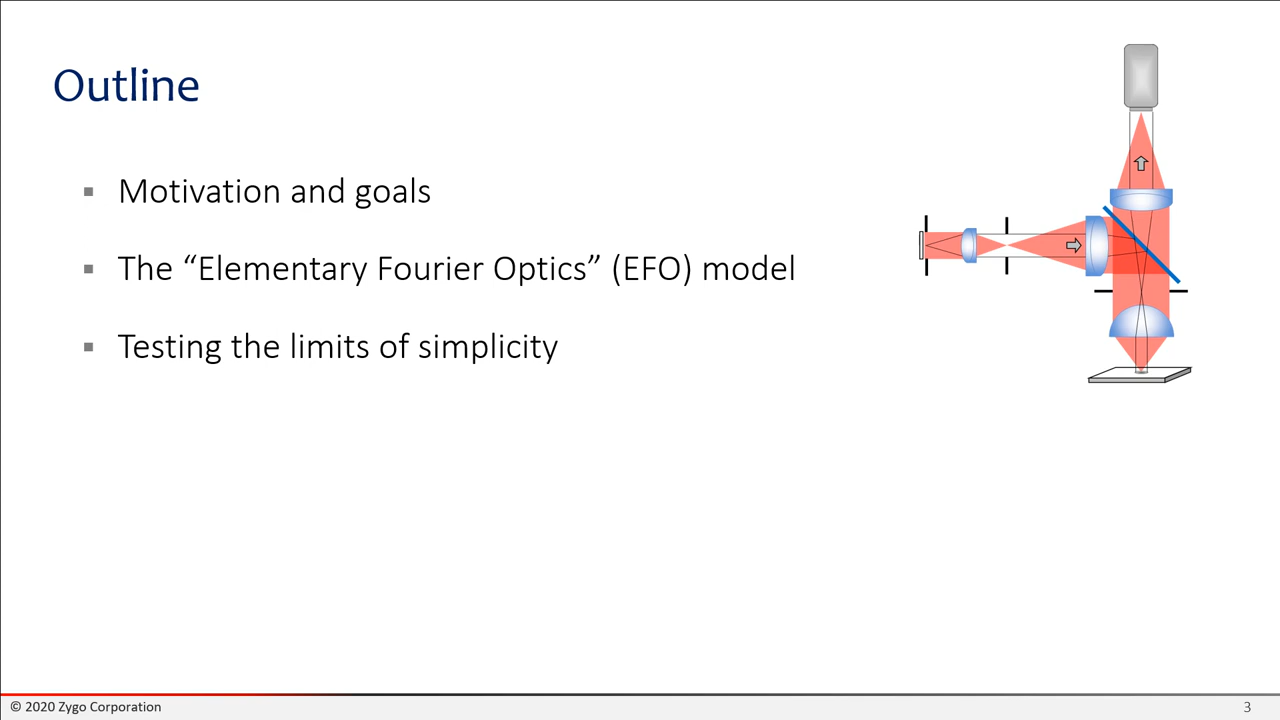 Outline
▪ Motivation and goals
▪ The “Elementary Fourier Optics” (EFO) model
▪ Testing the limits of simplicity
© 2020 Zygo Corporation
3